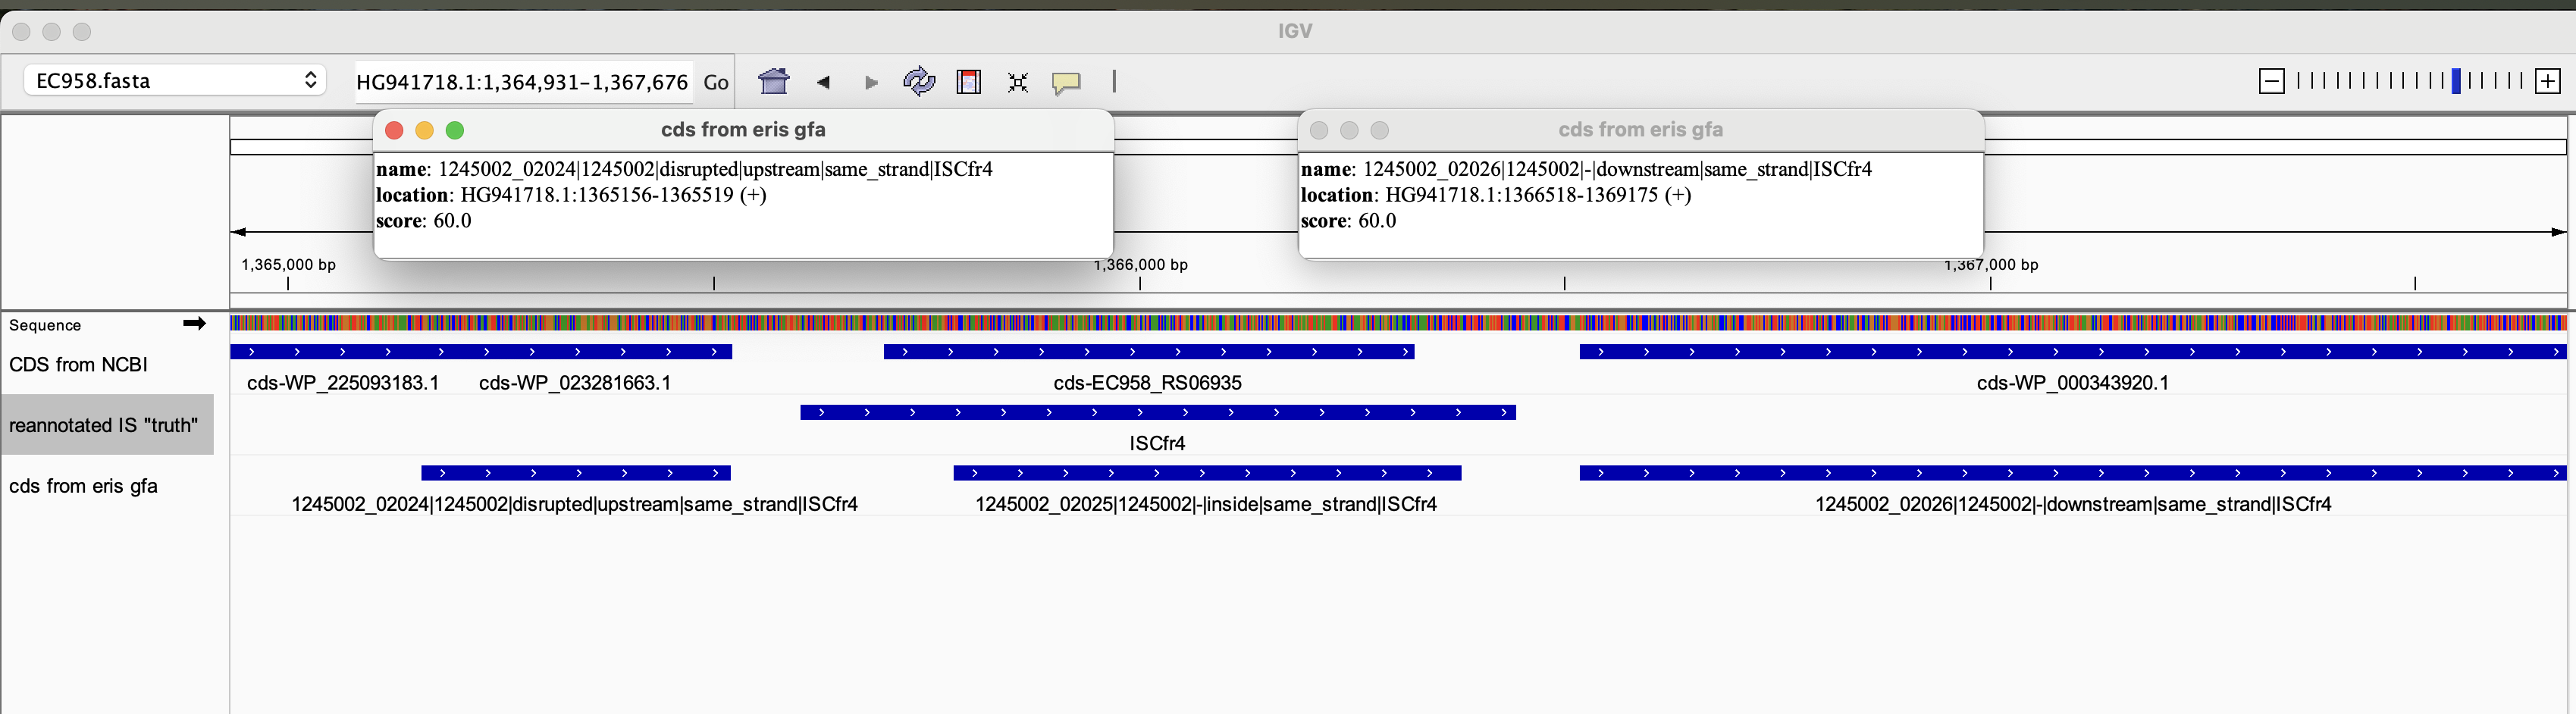 IGV
EC958.fasta
HG941718.1:1,364,931-1,367,676 Go
cds from eris gfa
name: 1245002_02024|1245002|disrupted|upstream|same_strand|ISCfr4
location: HG941718.1:1365156-1365519 (+)
score: 60.0
cds from eris gfa
name: 1245002_02026|1245002|-|downstream|same_strand|ISCfr4
location: HG941718.1:1366518-1369175 (+)
score: 60.0
1,365,000 bp 1,366,000 bp 1,367,000 bp
Sequence
CDS from NCBI
cds-WP_225093183.1 cds-WP_023281663.1 cds-EC958_RS06935 cds-WP_000343920.1
reannotated IS "truth"
ISCfr4
cds from eris gfa
1245002_02024|1245002|disrupted|upstream|same_strand|ISCfr4 1245002_02025|1245002|-|inside|same_strand|ISCfr4 1245002_02026|1245002|-|downstream|same_strand|ISCfr4